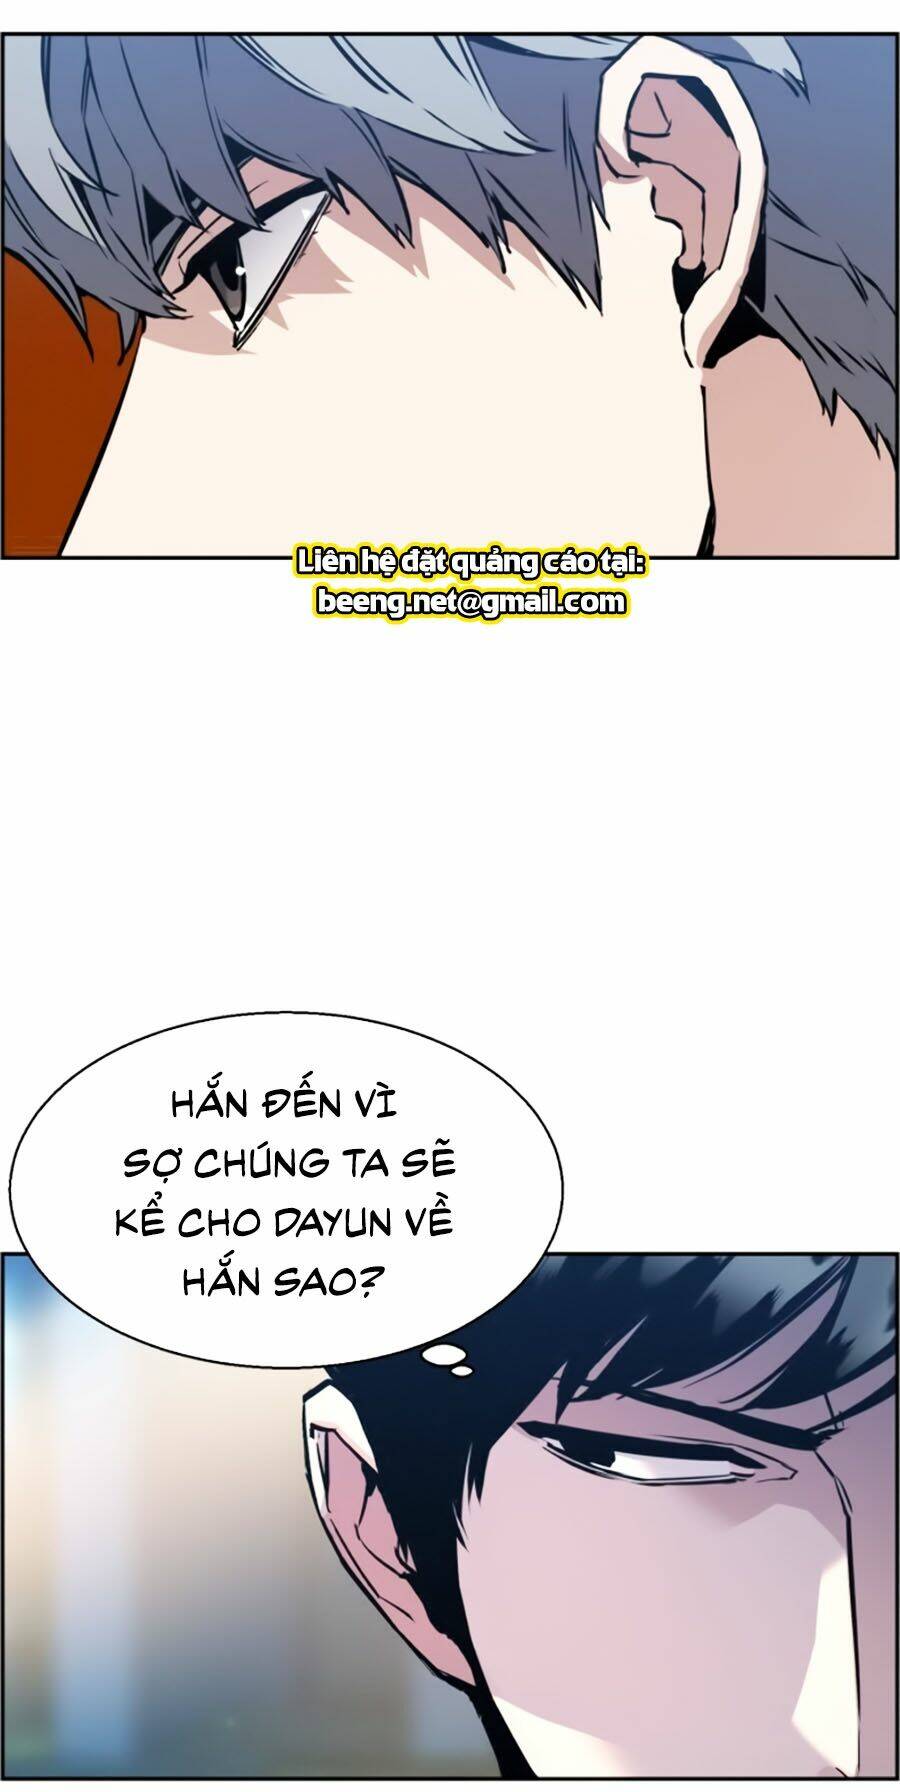 Liên hệ đặt quảng cáo tại:
beeng.net@gmail.com
HẮN ĐẾN VÌ
SỢ CHÚNG TA SẼ
KỂ CHO DAYUN VỀ
HẮN SAO?